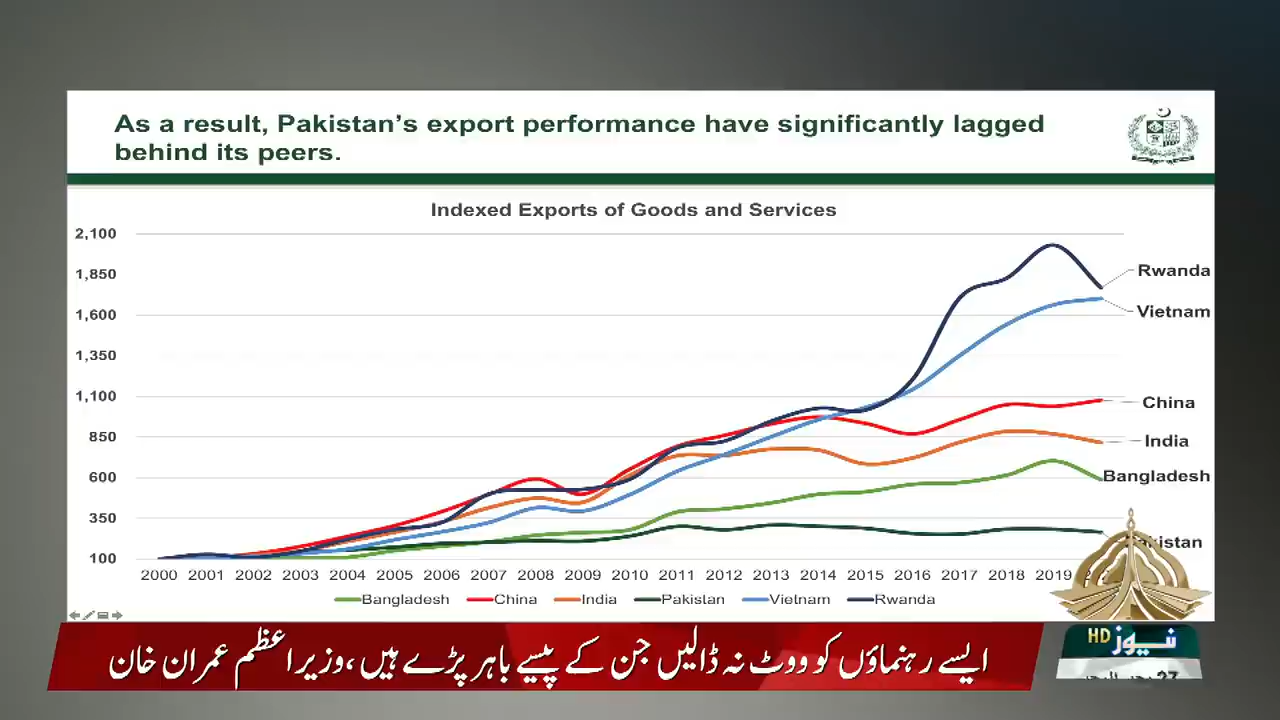 As a result, Pakistan's export performance have significantly lagged
behind its peers.
Indexed Exports of Goods and Services
2,100
1,850
1,600
1,350
1,100
850
600
350
100
Rwanda
Vietnam
China
India
Bangladesh
2000 2001 2002 2003 2004 2005 2006 2007 2008 2009 2010 2011 2012 2013 2014 2015 2016 2017 2018 2019
Bangladesh China India Pakistan Vietnam Rwanda
ایسے رہنماؤں کو ووٹ نہ ڈالیں جن کے پیسے باہر پڑے ہیں، وزیراعظم عمران خان
نیوز HD